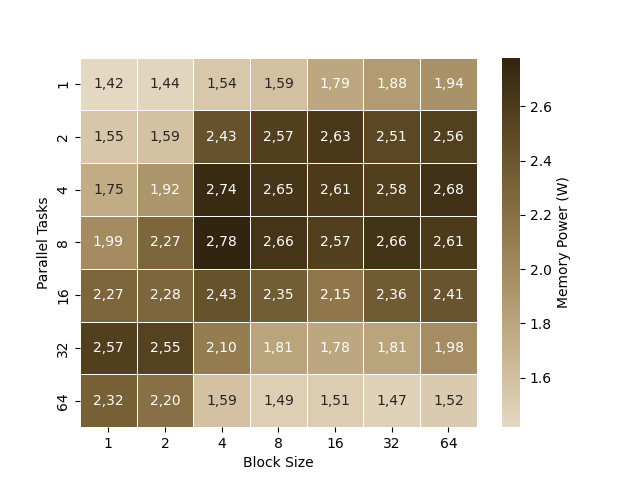 1 1,42 1,44 1,54 1,59 1,79 1,88 1,94
2 1,55 1,59 2,43 2,57 2,63 2,51 2,56
4 1,75 1,92 2,74 2,65 2,61 2,58 2,68
8 1,99 2,27 2,78 2,66 2,57 2,66 2,61
16 2,27 2,28 2,43 2,35 2,15 2,36 2,41
32 2,57 2,55 2,10 1,81 1,78 1,81 1,98
64 2,32 2,20 1,59 1,49 1,51 1,47 1,52
1 2 4 8 16 32 64
Block Size
Parallel Tasks
2.6
2.4
2.2
2.0
1.8
1.6
Memory Power (W)